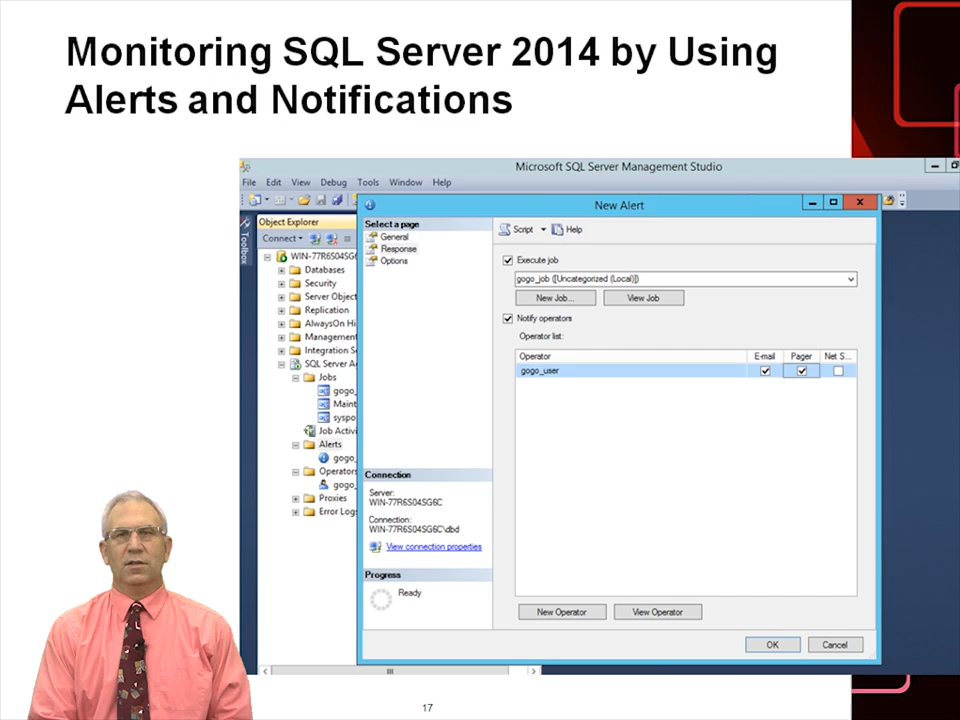 Monitoring SQL Server 2014 by Using
Alerts and Notifications
Microsoft SQL Server Management Studio
File Edit View Debug Tools Window Help
New Alert
Toolbox
Object Explorer
Connect
WIN-77R6S04SG6
Databases
Security
Server Object
Replication
AlwaysOn Hi
Management
Integration Se
SQL Server A
Jobs
gogo_
Maint
syspo
Job Activi
Alerts
gogo_
Operators
gogo_
Proxies
Error Logs
Select a page
General
Response
Options
Script Help
Execute job
gogo_job ([Uncategorized (Local)])
New Job... View Job
Notify operators
Operator list:
Operator E-mail Pager Net S...
gogo_user
Connection
Server:
WIN-77R6S04SG6C
Connection:
WIN-77R6S04SG6C\dbd
View connection properties
Progress
Ready
New Operator View Operator
OK Cancel
17